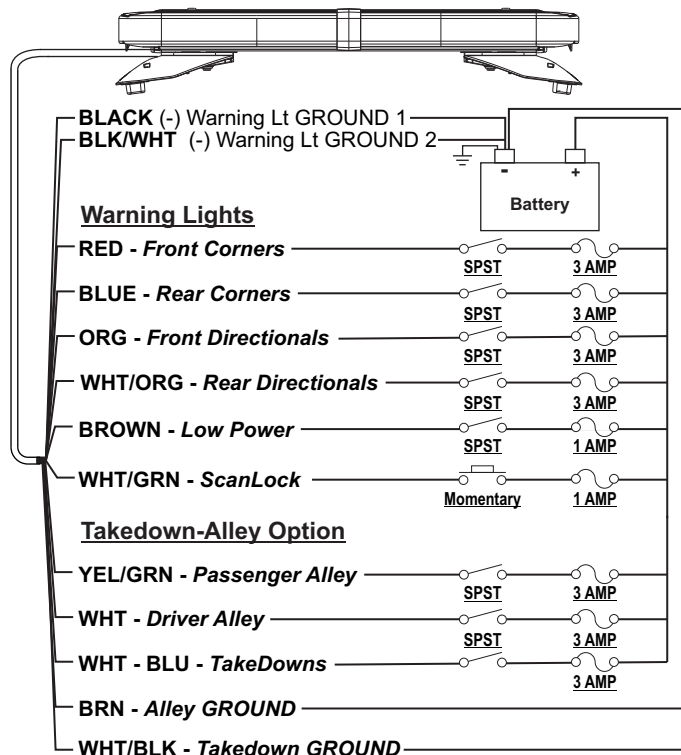 BLACK (-) Warning Lt GROUND 1
BLK/WHT (-) Warning Lt GROUND 2
- +
Battery
Warning Lights
RED - Front Corners
SPST 3 AMP
BLUE - Rear Corners
SPST 3 AMP
ORG - Front Directionals
SPST 3 AMP
WHT/ORG - Rear Directionals
SPST 3 AMP
BROWN - Low Power
SPST 1 AMP
WHT/GRN - ScanLock
Momentary 1 AMP
Takedown-Alley Option
YEL/GRN - Passenger Alley
SPST 3 AMP
WHT - Driver Alley
SPST 3 AMP
WHT - BLU - TakeDowns
3 AMP
BRN - Alley GROUND
WHT/BLK - Takedown GROUND